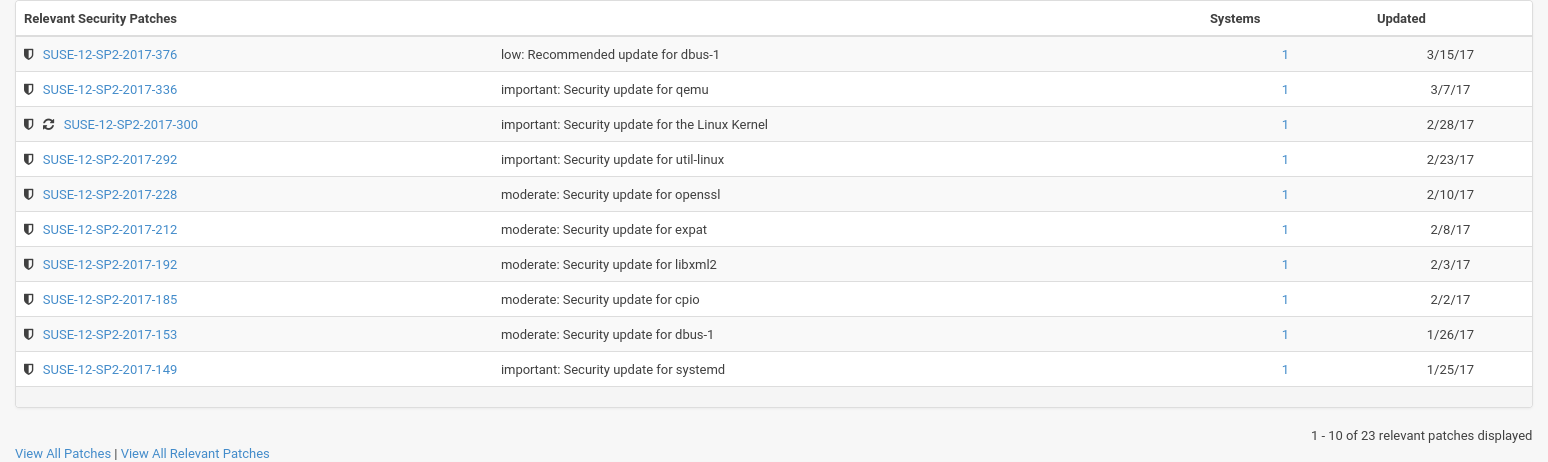 Relevant Security Patches Systems Updated
SUSE-12-SP2-2017-376 low: Recommended update for dbus-1 1 3/15/17
SUSE-12-SP2-2017-336 important: Security update for qemu 1 3/7/17
SUSE-12-SP2-2017-300 important: Security update for the Linux Kernel 1 2/28/17
SUSE-12-SP2-2017-292 important: Security update for util-linux 1 2/23/17
SUSE-12-SP2-2017-228 moderate: Security update for openssl 1 2/10/17
SUSE-12-SP2-2017-212 moderate: Security update for expat 1 2/8/17
SUSE-12-SP2-2017-192 moderate: Security update for libxml2 1 2/3/17
SUSE-12-SP2-2017-185 moderate: Security update for cpio 1 2/2/17
SUSE-12-SP2-2017-153 moderate: Security update for dbus-1 1 1/26/17
SUSE-12-SP2-2017-149 important: Security update for systemd 1 1/25/17
1 - 10 of 23 relevant patches displayed
View All Patches | View All Relevant Patches